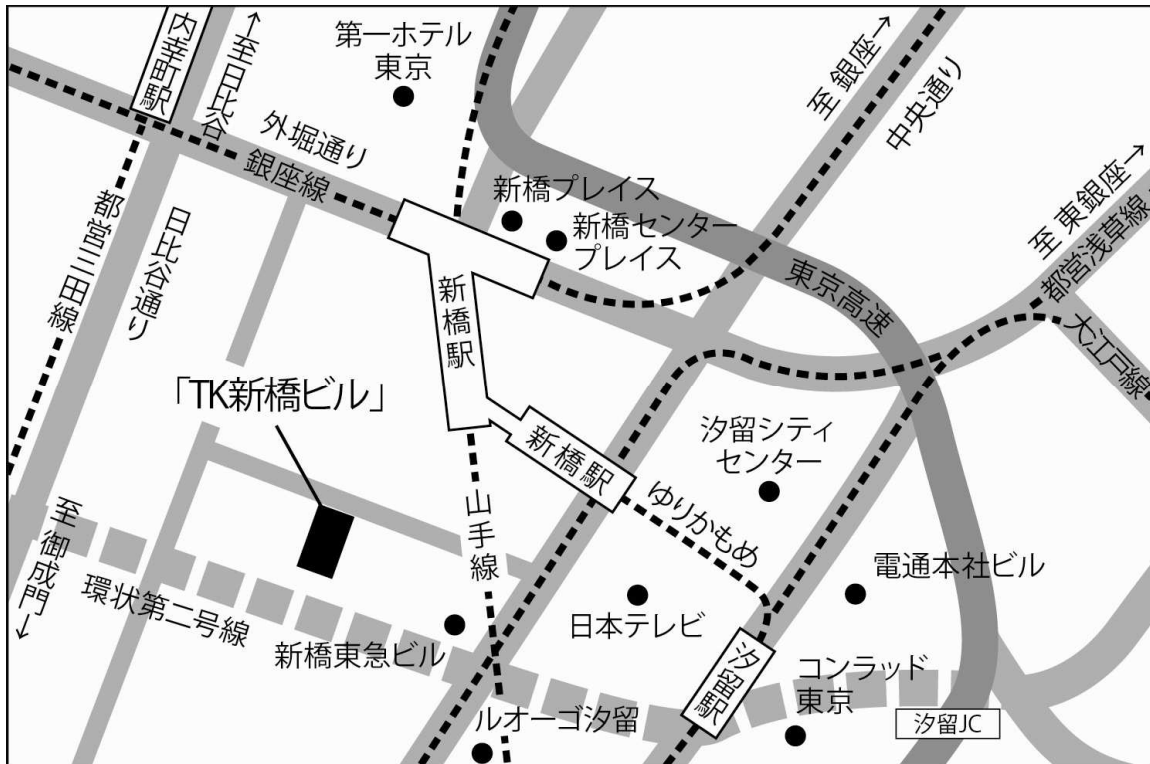 内幸町駅
←至日比谷
第一ホテル
東京
外堀通り
銀座線
至 銀座→
中央通り
新橋プレイス
新橋センター
プレイス
至 東銀座→
都営浅草線
大江戸線
東京高速
都営三田線
日比谷通り
新橋駅
「TK新橋ビル」
新橋駅
汐留シティ
センター
ゆりかもめ
山手線
至御成門→
環状第二号線
新橋東急ビル
日本テレビ
電通本社ビル
汐留駅
コンラッド
東京
ルオーゴ汐留
汐留JC